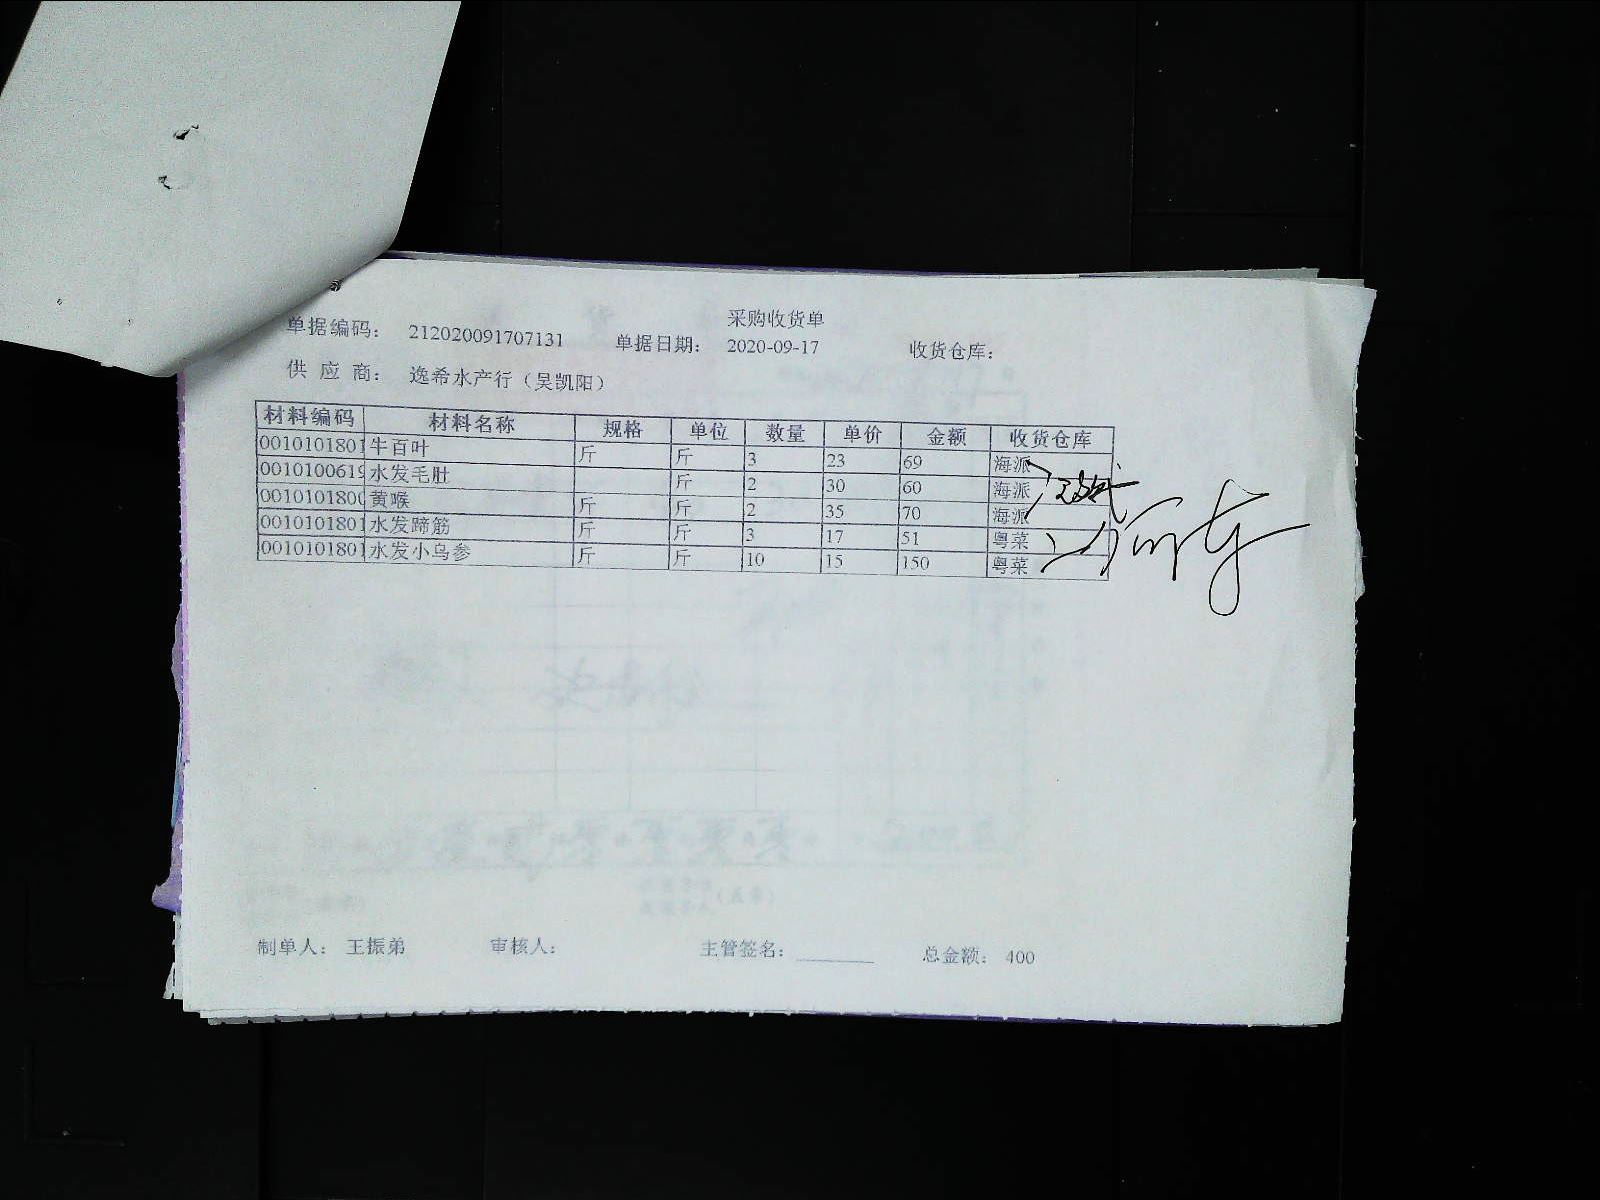 采购收货单
单据编码： 212020091707131 单据日期： 2020-09-17 收货仓库：
供 应 商： 逸希水产行（吴凯阳）
材料编码 材料名称 规格 单位 数量 单价 金额 收货仓库
0010101801 牛百叶 斤 斤 3 23 69 海派
0010100619 水发毛肚 斤 2 30 60 海派
0010101800 黄喉 斤 斤 2 35 70 海派
0010101801 水发蹄筋 斤 斤 3 17 51 粤菜
0010101801 水发小乌参 斤 斤 10 15 150 粤菜
制单人： 王振弟 审核人： 主管签名： 总金额： 400